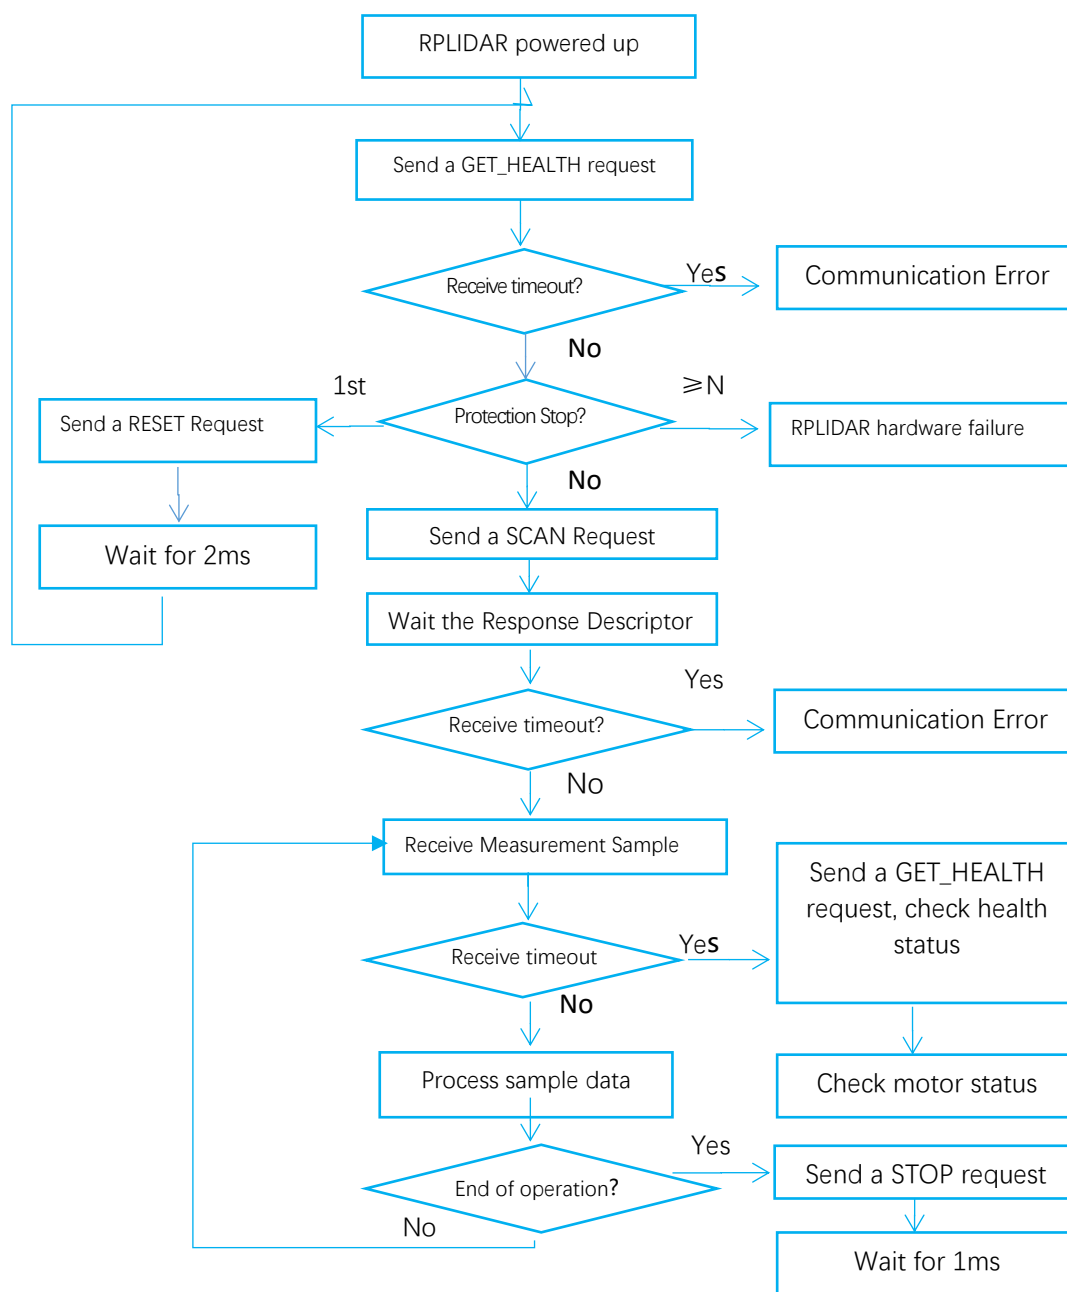 RPLIDAR powered up
Send a GET_HEALTH request
Receive timeout?
Yes
Communication Error
No
1st
≥N
Send a RESET Request
Protection Stop?
RPLIDAR hardware failure
No
Wait for 2ms
Send a SCAN Request
Wait the Response Descriptor
Yes
Receive timeout?
Communication Error
No
Receive Measurement Sample
Send a GET_HEALTH
request, check health
status
Receive timeout
Yes
No
Process sample data
Check motor status
Yes
End of operation?
Send a STOP request
No
Wait for 1ms